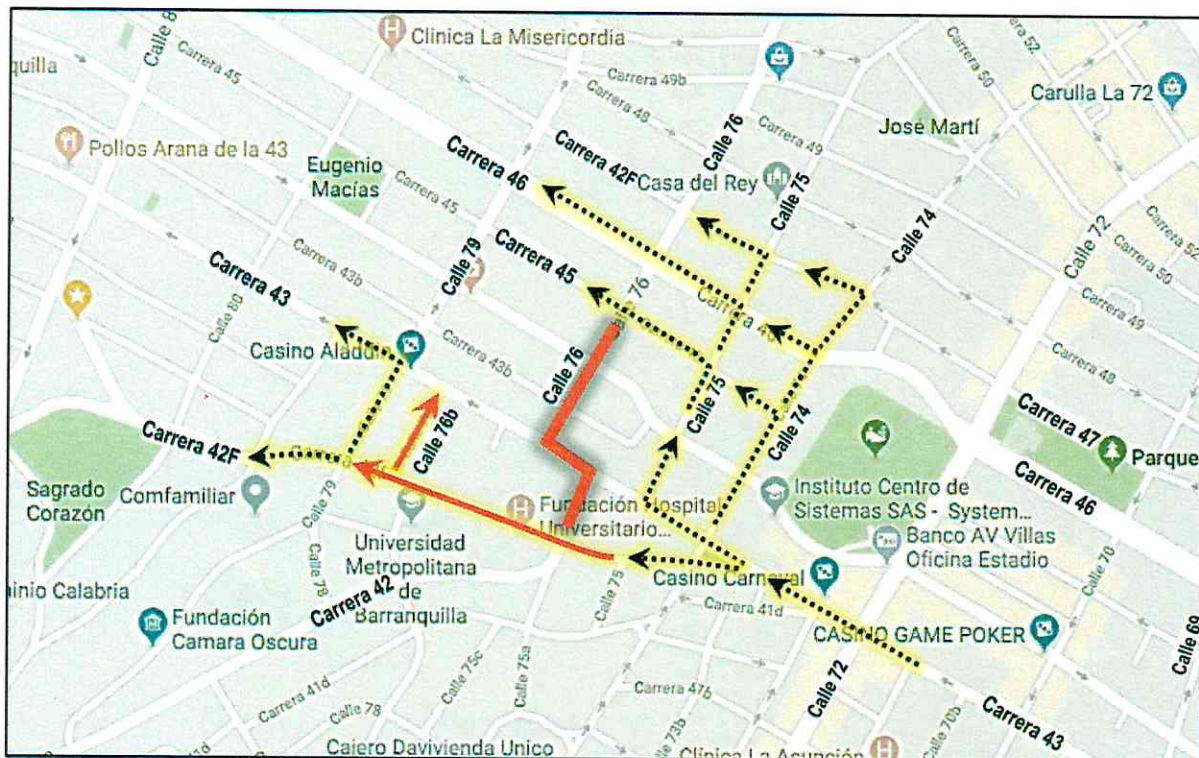 Calle 8
Clinica La Misericordia
Carrera 52
quilla
Carrera 45
Carrera 49b
Carrera 50
Carulla La 72
Carrera 48
Calle 76
Carrera 49
José Martí
Pollos Arana de la 43
Eugenio
Macías
Carrera 46
Carrera 42F
Casa del Rey
Carrera 45
Calle 75
Calle 74
Calle 72
Carrera 52
Carrera 43b
Calle 79
Carrera 45
Carrera 50
Carrera 43
Calle 80
Carrera 49
Casino Aladdin
Carrera 43b
Calle 76
Carrera 48
Calle 76b
Calle 75
Calle 74
Carrera 47
Parque
Carrera 42F
Sagrado
Corazón
Comfamiliar
Calle 79
Fundación Hospital
Universitario...
Instituto Centro de
Sistemas SAS - System...
Carrera 46
Universidad
Metropolitana
de
Barranquilla
Banco AV Villas
Oficina Estadio
Calle 70
Calle 78
Carrera 42
Calle 75
Casino Carnaval
inio Calabria
Fundación
Camara Oscura
Carrera 41d
CASINO GAME POKER
Calle 69
Calle 75c
Calle 75a
Calle 72
Carrera 41d
Calle 78
Carrera 43
Calle 73b
Calle 70b
Cajero Davivienda Unico
Clínica La Asunción